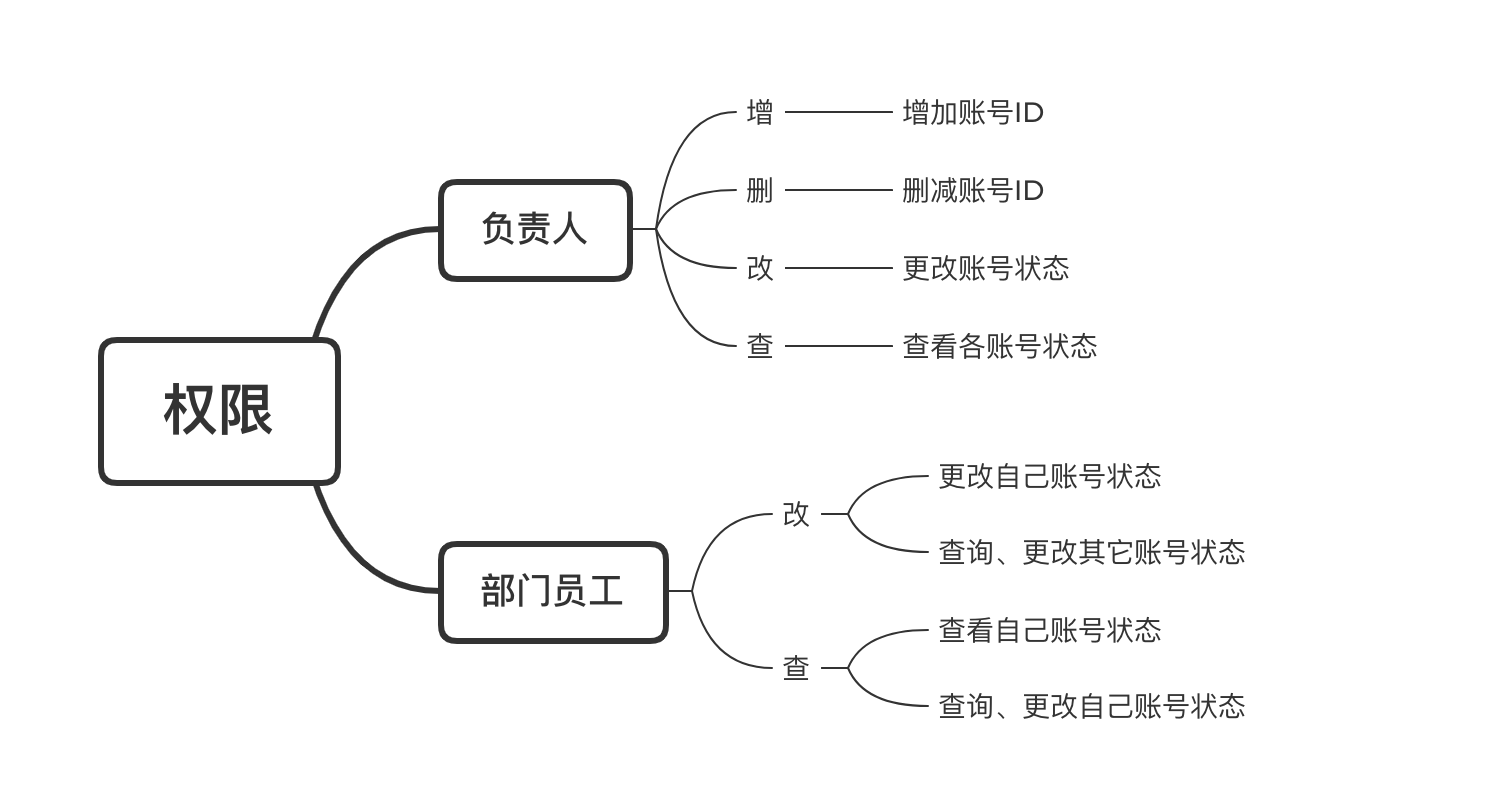 权限
负责人
增
增加账号ID
删
删减账号ID
改
更改账号状态
查
查看各账号状态
部门员工
改
更改自己账号状态
查询、更改其它账号状态
查
查看自己账号状态
查询、更改自己账号状态